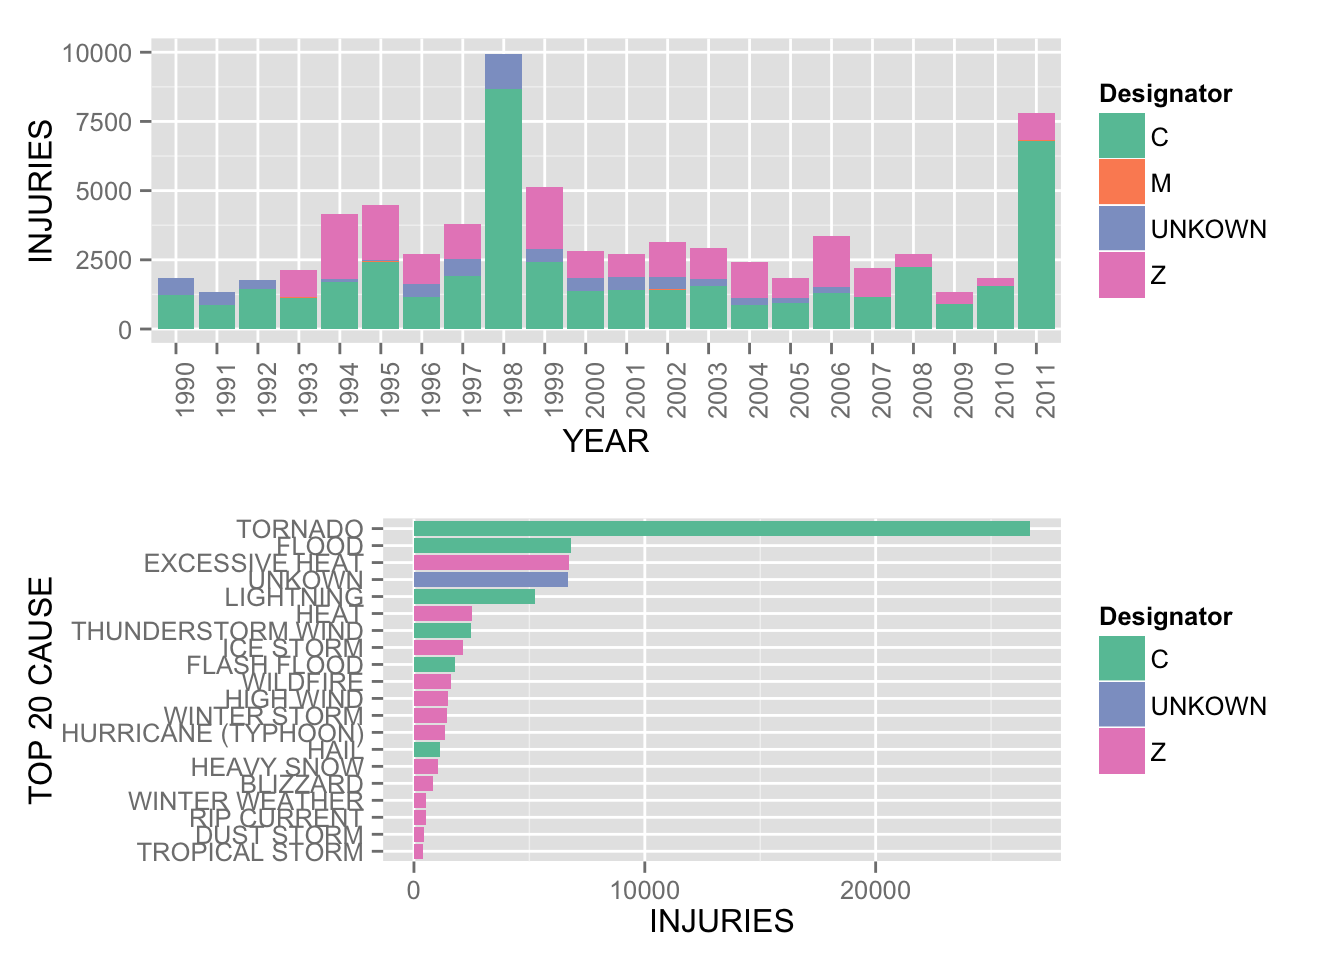 10000
7500
5000
2500
0
INJURIES
1990 1991 1992 1993 1994 1995 1996 1997 1998 1999 2000 2001 2002 2003 2004 2005 2006 2007 2008 2009 2010 2011
YEAR
Designator
C
M
UNKOWN
Z
TOP 20 CAUSE
TORNADO
FLOOD
EXCESSIVE HEAT
UNKOWN
LIGHTNING
HEAT
THUNDERSTORM WIND
ICE STORM
FLASH FLOOD
WILDFIRE
HIGH WIND
WINTER STORM
HURRICANE (TYPHOON)
HAIL
HEAVY SNOW
BLIZZARD
WINTER WEATHER
RIP CURRENT
DUST STORM
TROPICAL STORM
0 10000 20000
INJURIES
Designator
C
UNKOWN
Z